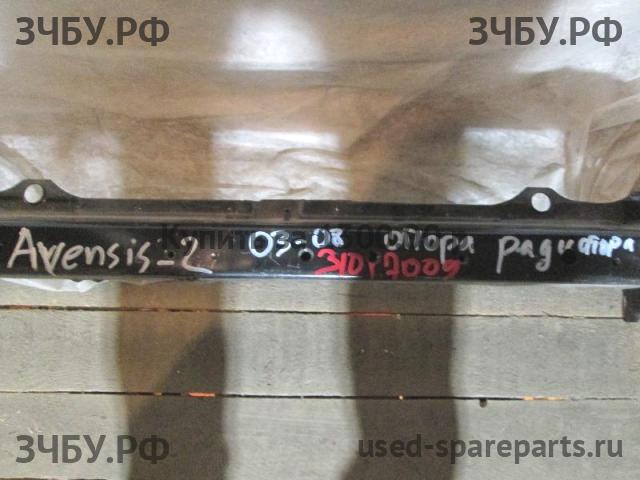 ЗЧБУ.РФ ЗЧБУ.РФ
Avensis-2 03-08 опора радиатора
ЗЧБУ.РФ used-spareparts.ru